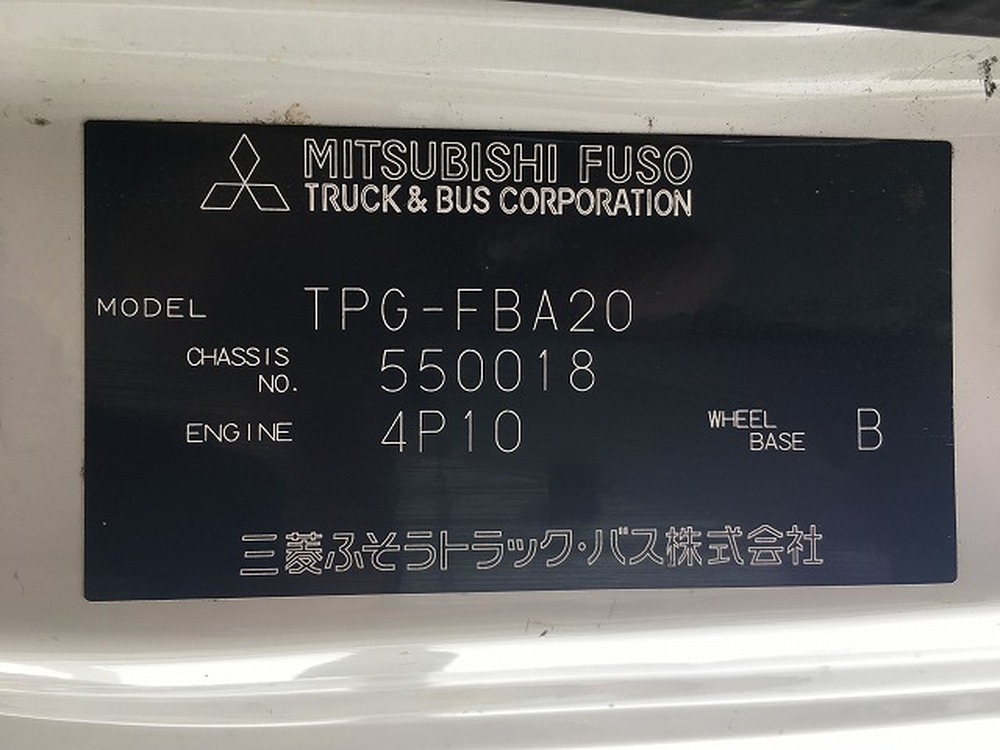 MITSUBISHI FUSO
TRUCK & BUS CORPORATION
MODEL TPG-FBA20
CHASSIS NO. 550018
ENGINE 4P10 WHEEL BASE B
三菱ふそうトラック・バス株式会社